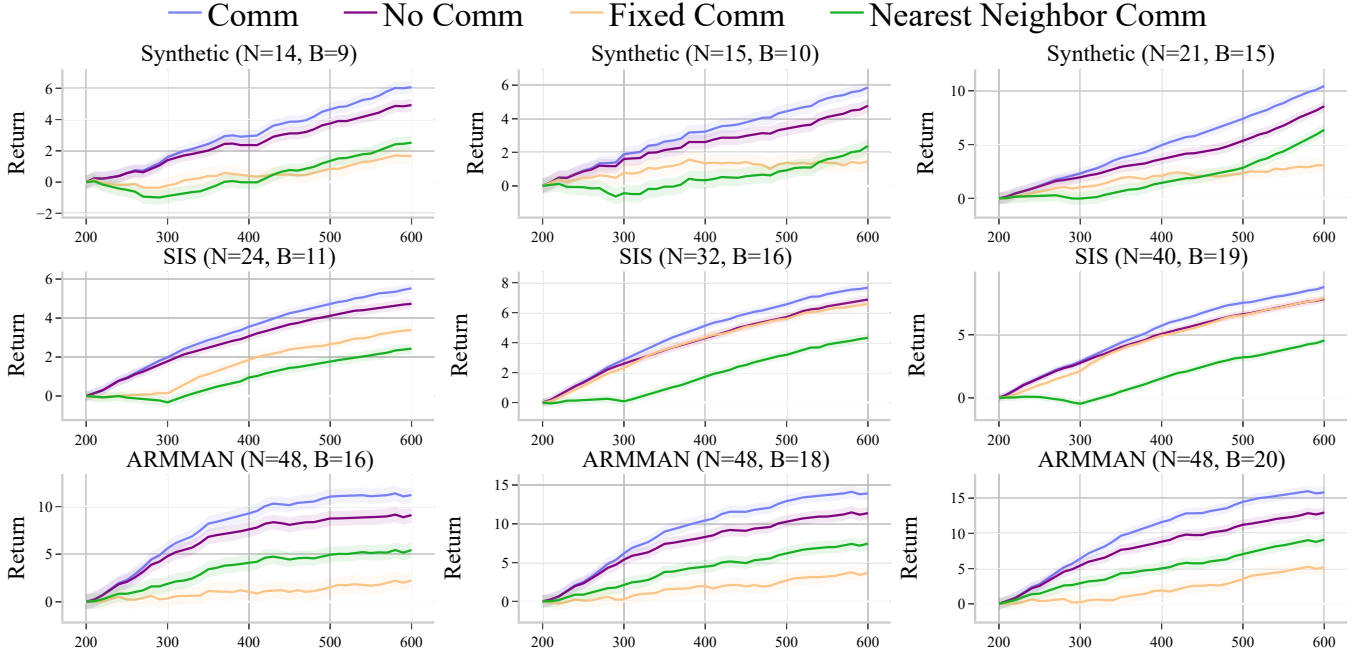 Comm No Comm Fixed Comm Nearest Neighbor Comm
Synthetic (N=14, B=9) Synthetic (N=15, B=10) Synthetic (N=21, B=15)
Return
6
4
2
0
−2
200 300 400 500 600
Return
6
4
2
0
200 300 400 500 600
Return
10
5
0
200 300 400 500 600
SIS (N=24, B=11) SIS (N=32, B=16) SIS (N=40, B=19)
Return
6
4
2
0
200 300 400 500 600
Return
8
6
4
2
0
200 300 400 500 600
Return
5
0
200 300 400 500 600
ARMMAN (N=48, B=16) ARMMAN (N=48, B=18) ARMMAN (N=48, B=20)
Return
10
5
0
200 300 400 500 600
Return
15
10
5
0
200 300 400 500 600
Return
15
10
5
0
200 300 400 500 600